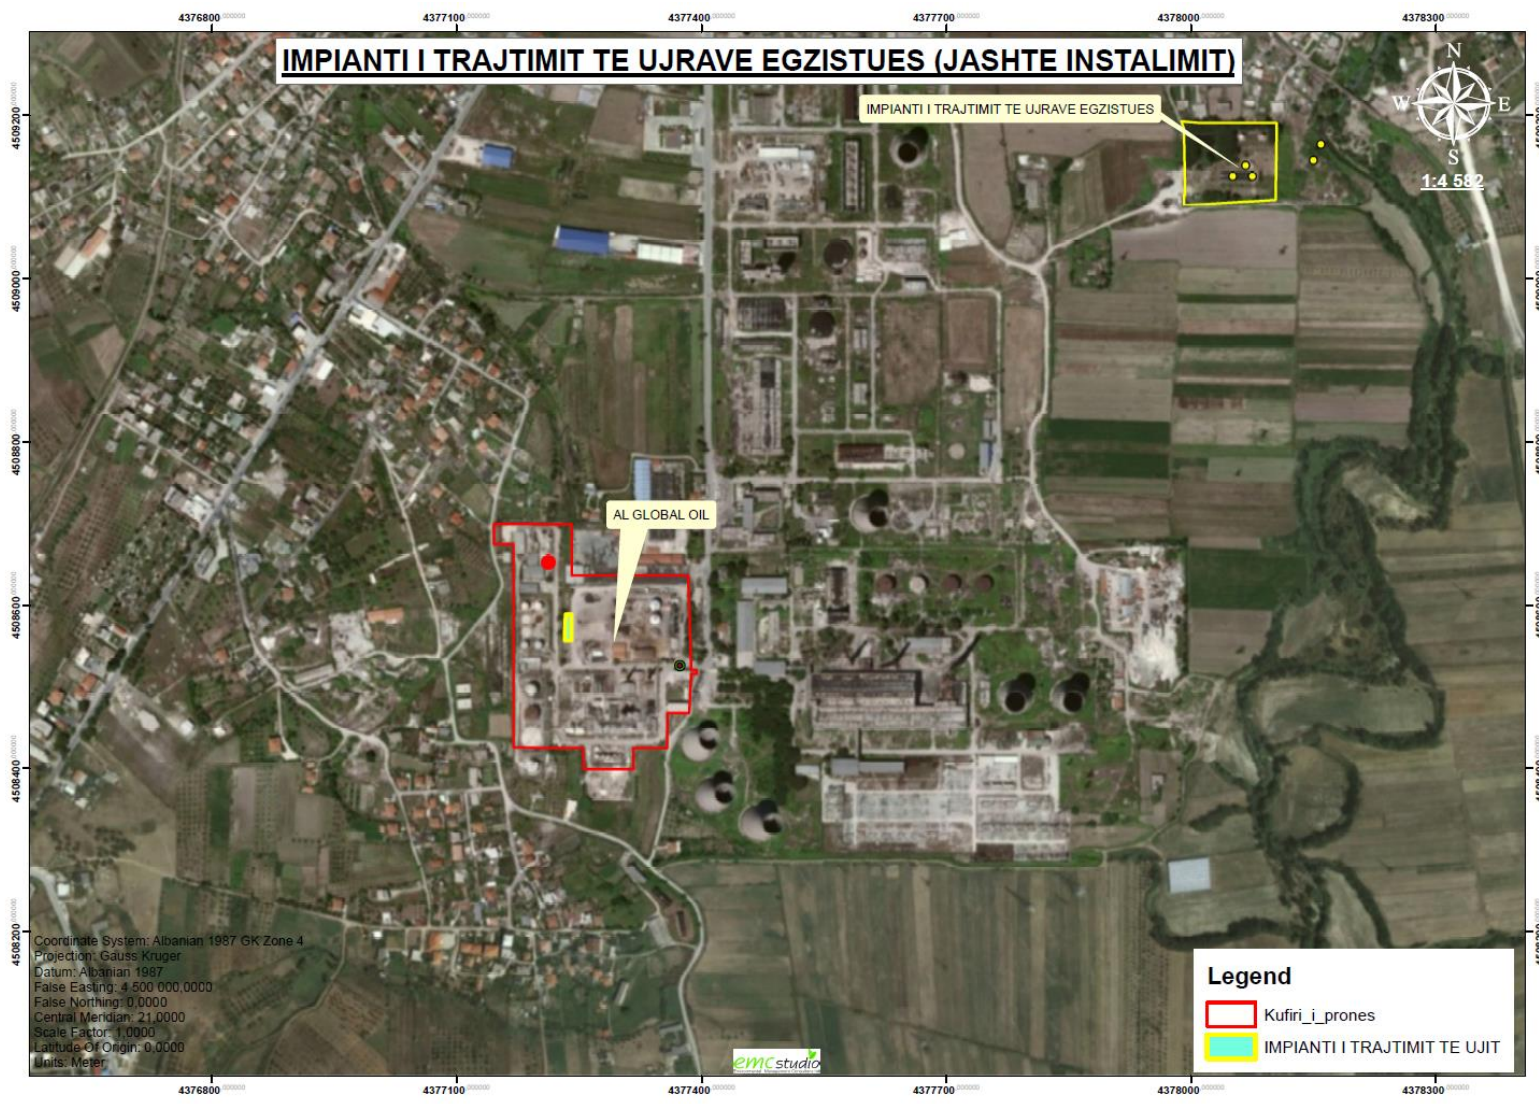 4376800 4377100 4377400 4377700 4378000 4378300
IMPIANTI I TRAJTIMIT TE UJRAVE EGZISTUES (JASHTE INSTALIMIT)
IMPIANTI I TRAJTIMIT TE UJRAVE EGZISTUES
N
W E
S
1:4 582
4509200
4509000
4508800
4508600
4508400
4508200
AL GLOBAL OIL
Coordinate System: Albanian 1987 GK Zone 4
Projection: Gauss Kruger
Datum: Albanian 1987
False Easting: 4 500 000,0000
False Northing: 0,0000
Central Meridian: 21,0000
Scale Factor: 1,0000
Latitude Of Origin: 0,0000
Units: Meter
emcstudio
Legend
Kufiri_i_prones
IMPIANTI I TRAJTIMIT TE UJIT
4376800 4377100 4377400 4377700 4378000 4378300